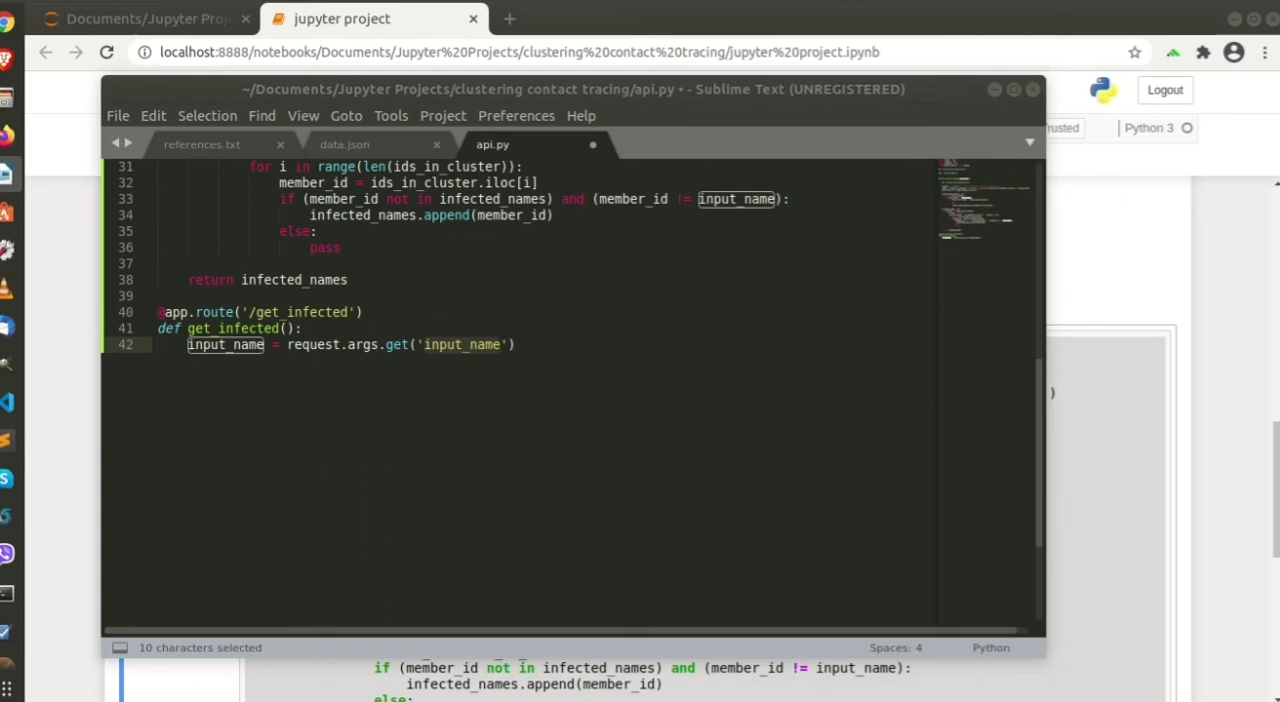 Documents/Jupyter Proj
jupyter project
localhost:8888/notebooks/Documents/Jupyter%20Projects/clustering%20contact%20tracing/jupyter%20project.ipynb
~/Documents/Jupyter Projects/clustering contact tracing/api.py • - Sublime Text (UNREGISTERED)
Logout
File Edit Selection Find View Goto Tools Project Preferences Help
rusted Python 3
references.txt data.json api.py
31 for i in range(len(ids_in_cluster)):
32 member_id = ids_in_cluster.iloc[i]
33 if (member_id not in infected_names) and (member_id != input_name):
34 infected_names.append(member_id)
35 else:
36 pass
37
38 return infected_names
39
40 @app.route('/get_infected')
41 def get_infected():
42 input_name = request.args.get('input_name')
)
10 characters selected Spaces: 4 Python
if (member_id not in infected_names) and (member_id != input_name):
infected_names.append(member_id)
else: